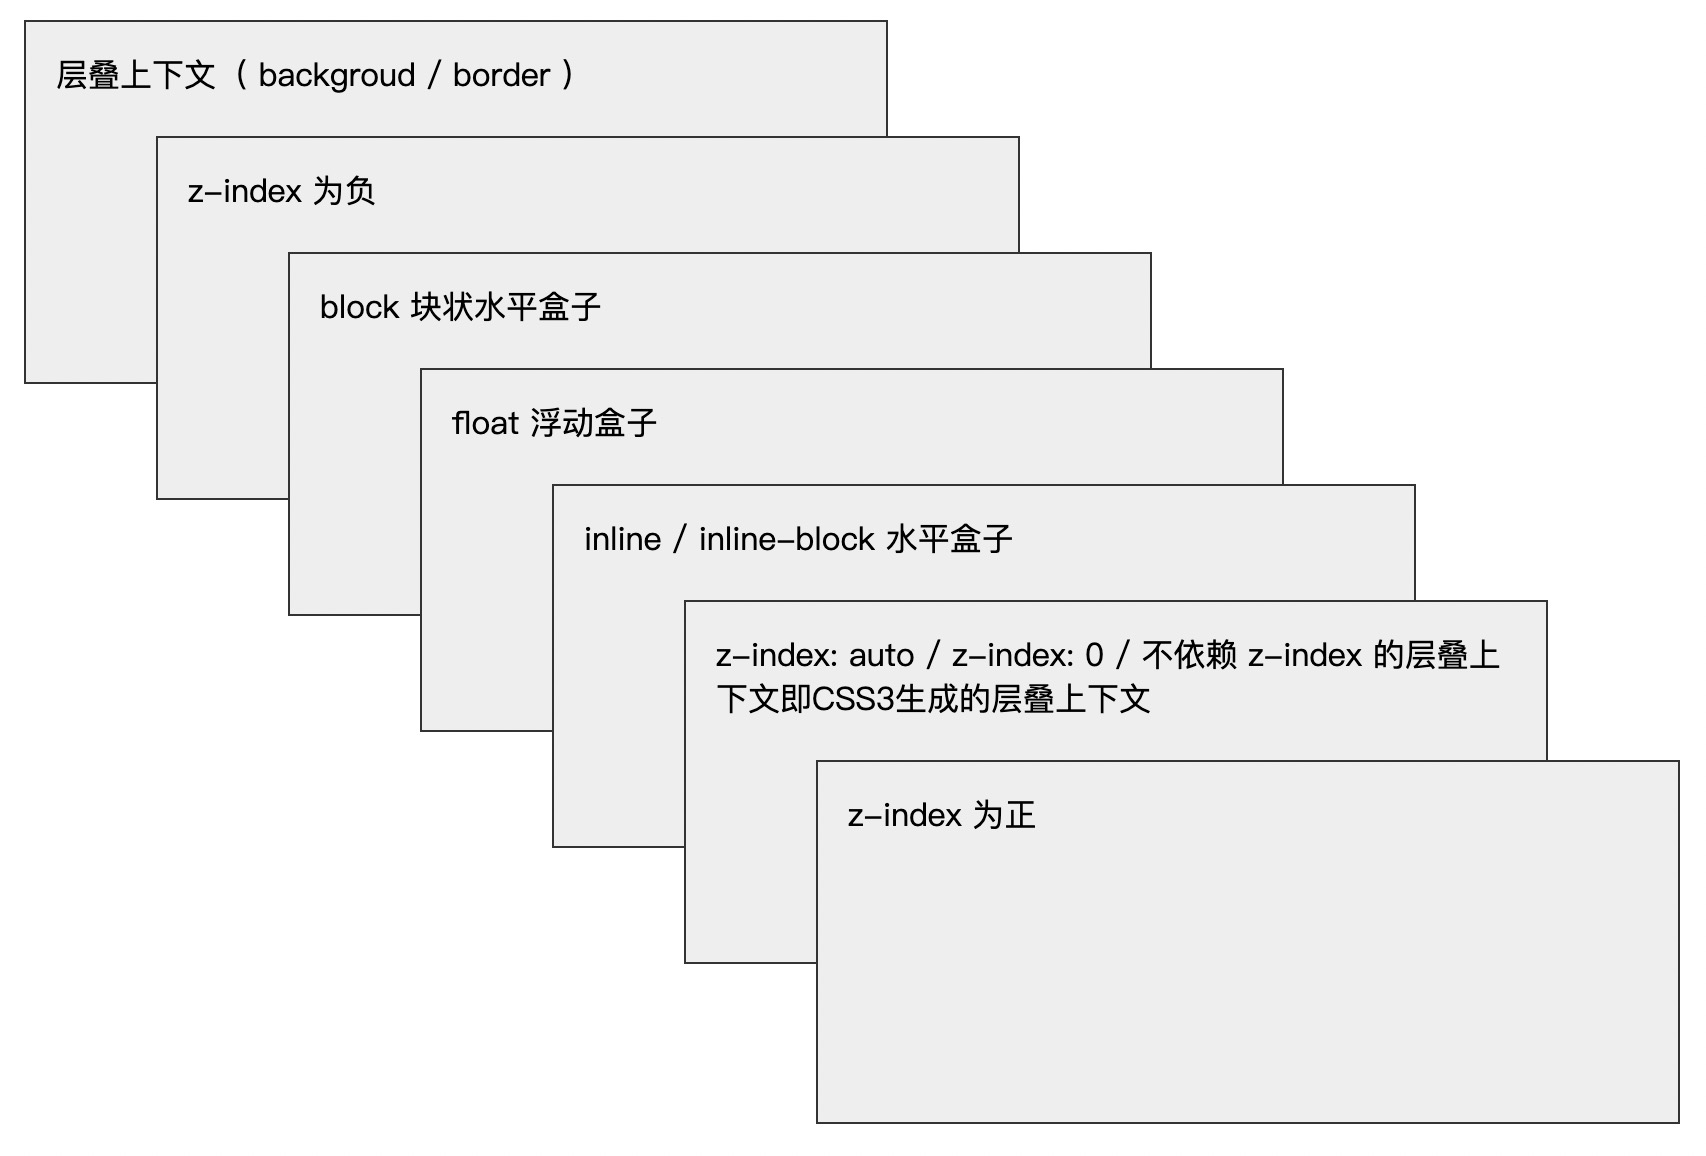 层叠上下文（ backgroud / border ）
z-index 为负
block 块状水平盒子
float 浮动盒子
inline / inline-block 水平盒子
z-index: auto / z-index: 0 / 不依赖 z-index 的层叠上
下文即CSS3生成的层叠上下文
z-index 为正